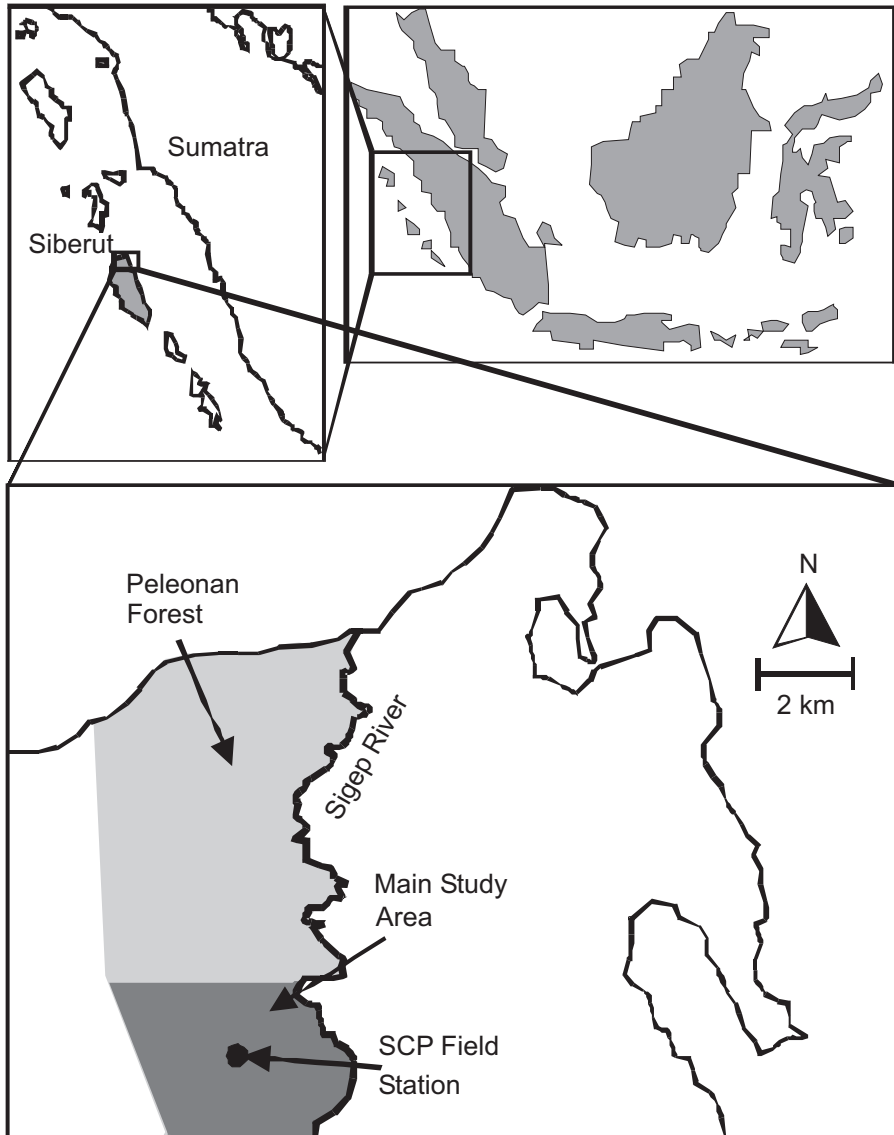 Sumatra
Siberut
Peleonan
Forest
N
2 km
Sigep River
Main Study
Area
SCP Field
Station